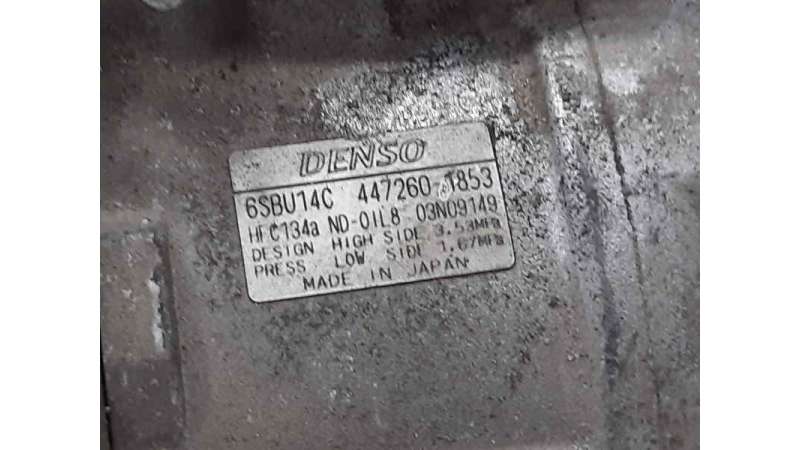 DENSO
6SBU14C 447260-1853
HFC134a ND-OIL8 03N09149
DESIGN HIGH SIDE 3.53MPa
PRESS. LOW SIDE 1.67MPa
MADE IN JAPAN